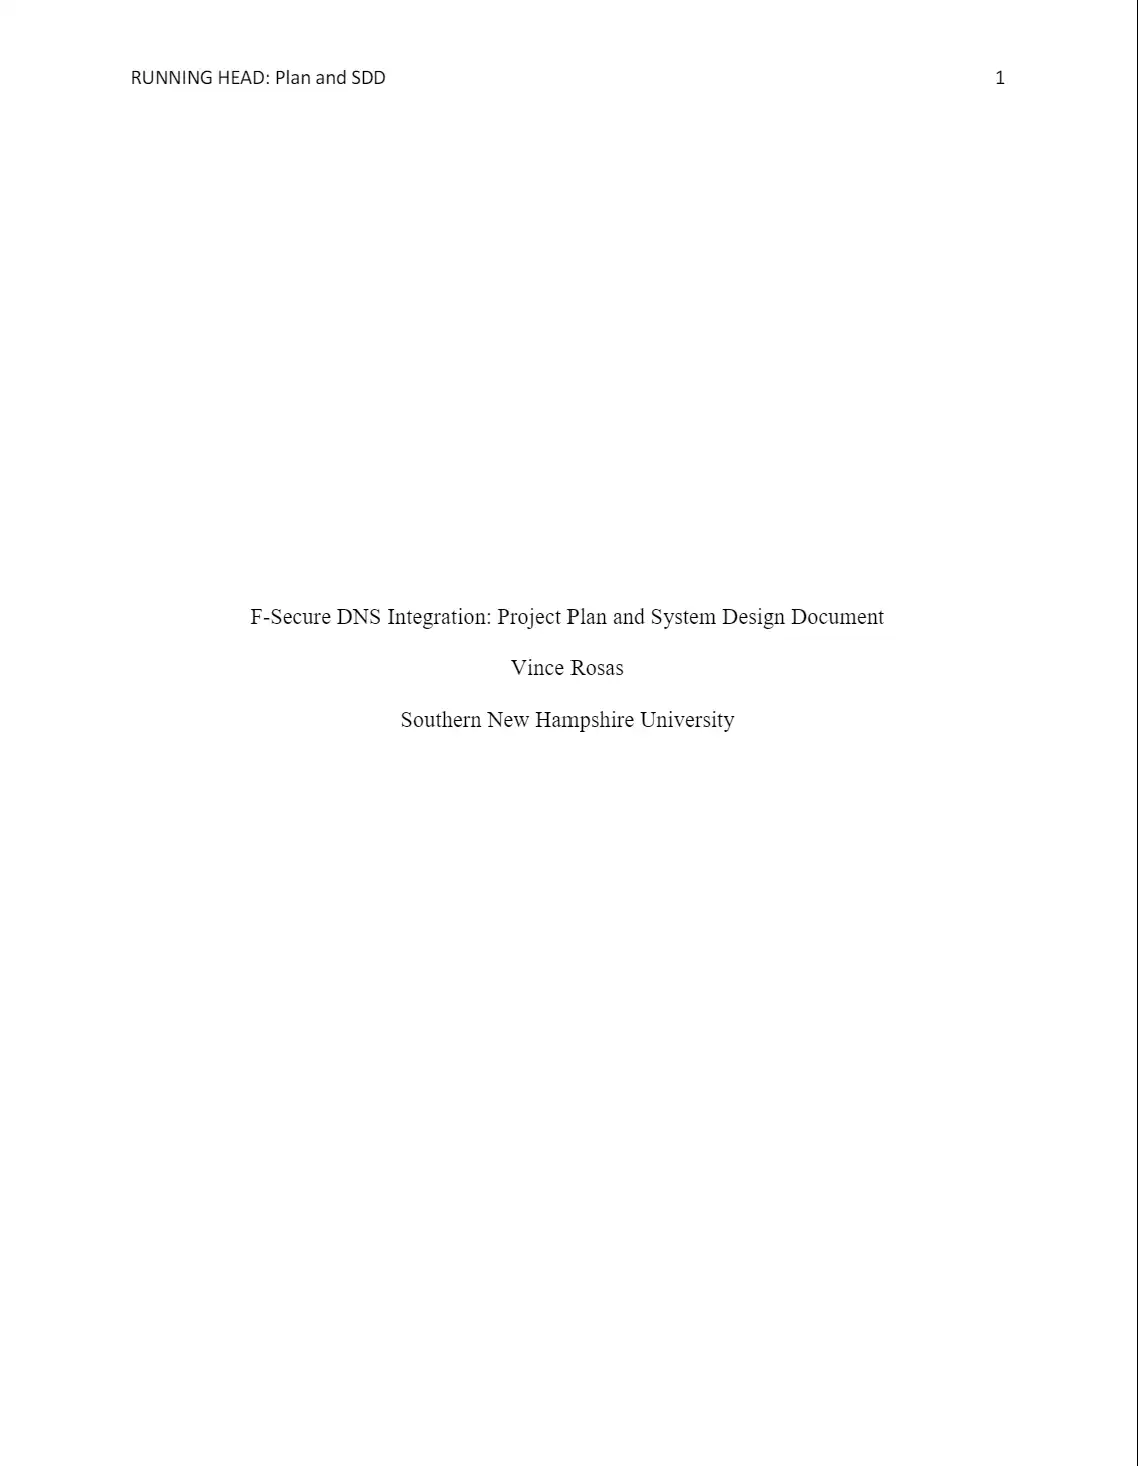 RUNNING HEAD: Plan and SDD 1
F-Secure DNS Integration: Project Plan and System Design Document
Vince Rosas
Southern New Hampshire University